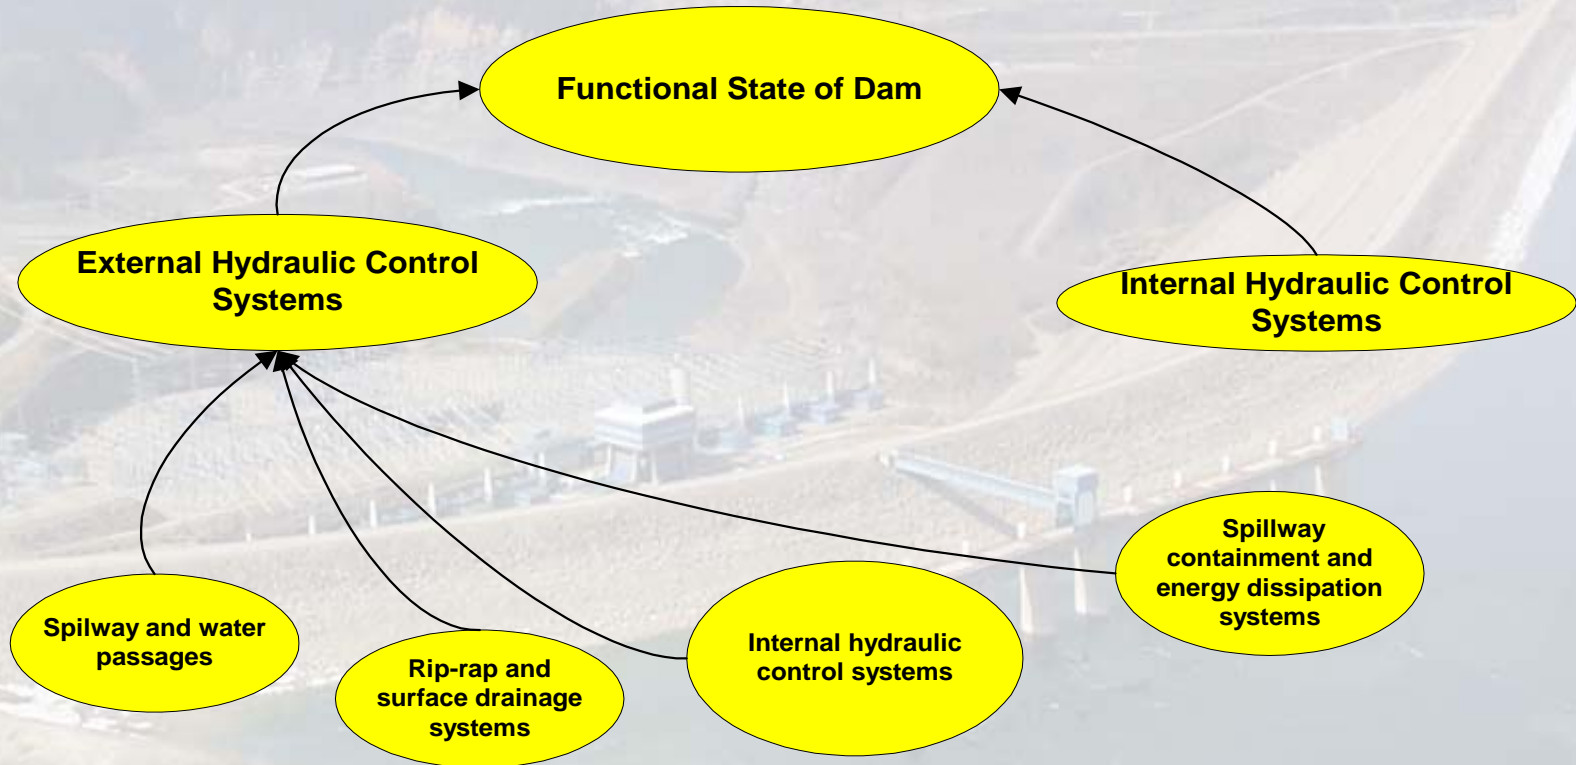 Functional State of Dam
External Hydraulic Control
Systems
Internal Hydraulic Control
Systems
Spilway and water
passages
Rip-rap and
surface drainage
systems
Internal hydraulic
control systems
Spillway
containment and
energy dissipation
systems